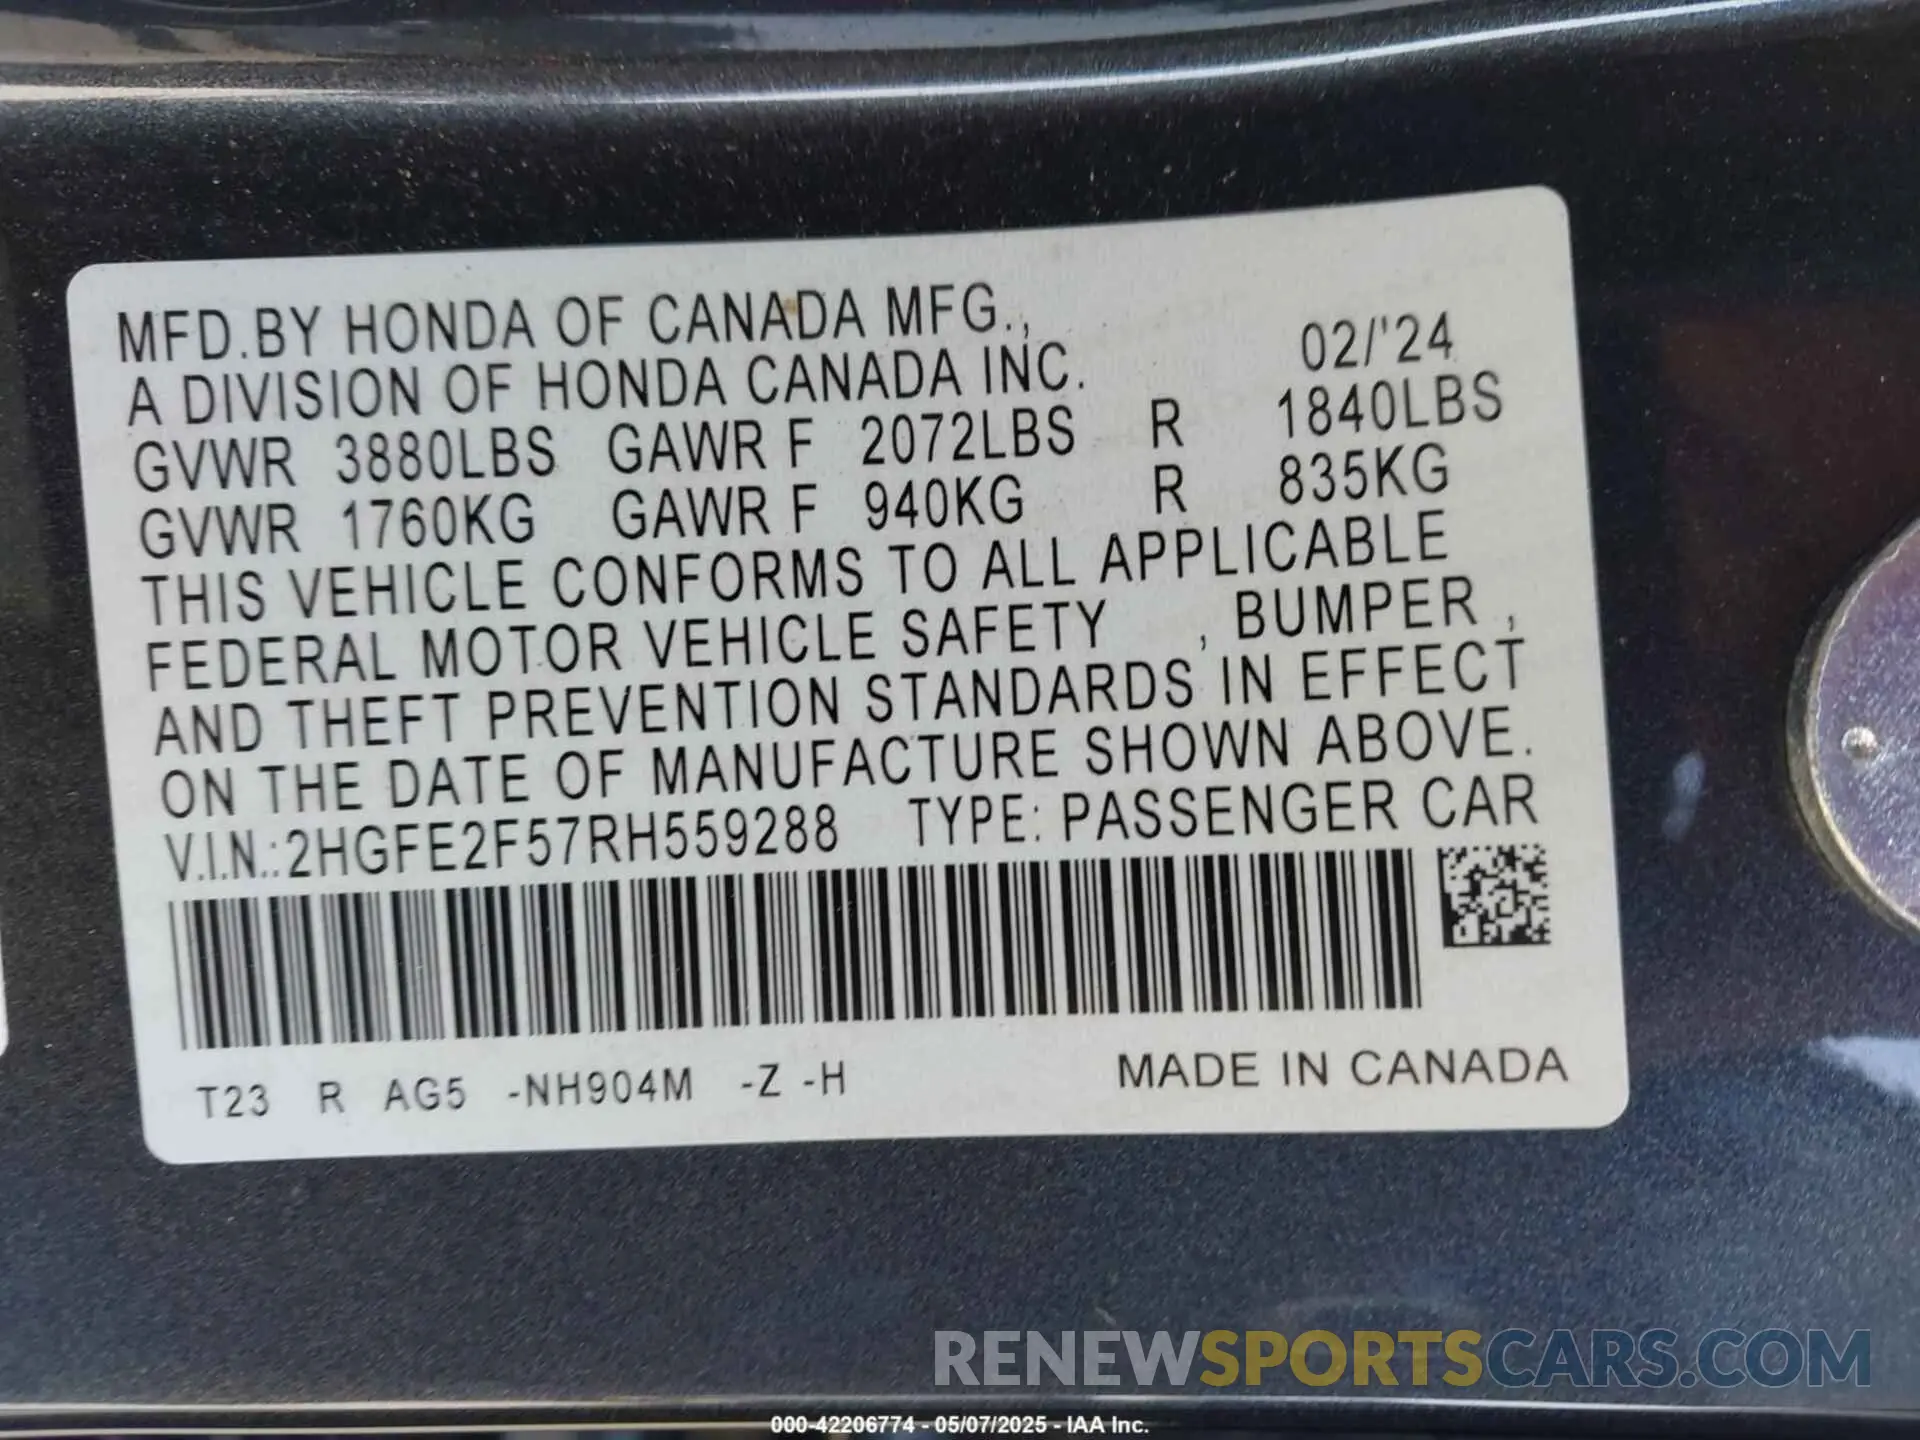 MFD.BY HONDA OF CANADA MFG.,
A DIVISION OF HONDA CANADA INC. 02/'24
GVWR 3880LBS GAWR F 2072LBS R 1840LBS
GVWR 1760KG GAWR F 940KG R 835KG
THIS VEHICLE CONFORMS TO ALL APPLICABLE
FEDERAL MOTOR VEHICLE SAFETY , BUMPER ,
AND THEFT PREVENTION STANDARDS IN EFFECT
ON THE DATE OF MANUFACTURE SHOWN ABOVE.
V.I.N.:2HGFE2F57RH559288 TYPE: PASSENGER CAR
T23 R AG5 -NH904M -Z -H MADE IN CANADA
RENEWSPORTSCARS.COM
000-42206774 - 05/07/2025 - IAA Inc.